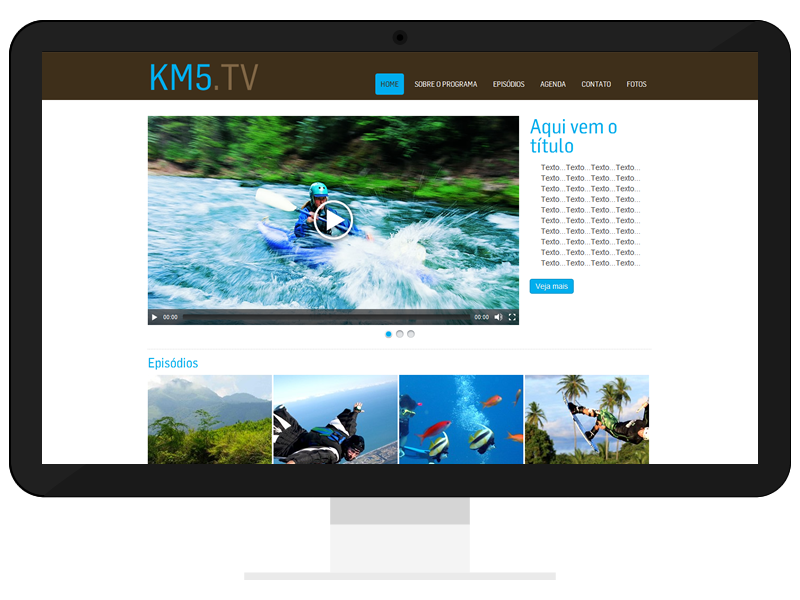 KM5.TV
HOME SOBRE O PROGRAMA EPISÓDIOS AGENDA CONTATO FOTOS
Aqui vem o
título
Texto...Texto...Texto...Texto...
Texto...Texto...Texto...Texto...
Texto...Texto...Texto...Texto...
Texto...Texto...Texto...Texto...
Texto...Texto...Texto...Texto...
Texto...Texto...Texto...Texto...
Texto...Texto...Texto...Texto...
Texto...Texto...Texto...Texto...
Texto...Texto...Texto...Texto...
Texto...Texto...Texto...Texto...
Veja mais
00:00 00:00
Episódios